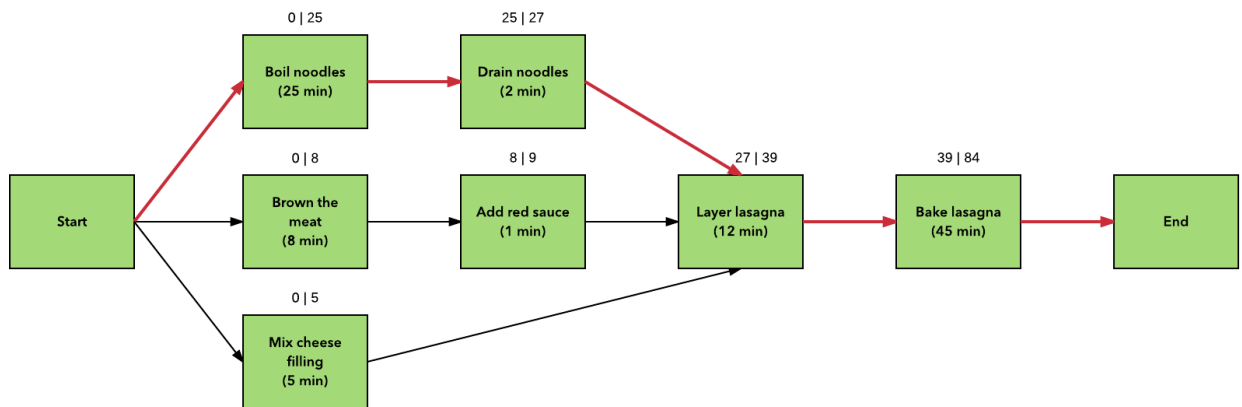 0 | 25
25 | 27
Boil noodles
(25 min)
Drain noodles
(2 min)
0 | 8
8 | 9
27 | 39
39 | 84
Start
Brown the
meat
(8 min)
Add red sauce
(1 min)
Layer lasagna
(12 min)
Bake lasagna
(45 min)
End
0 | 5
Mix cheese
filling
(5 min)